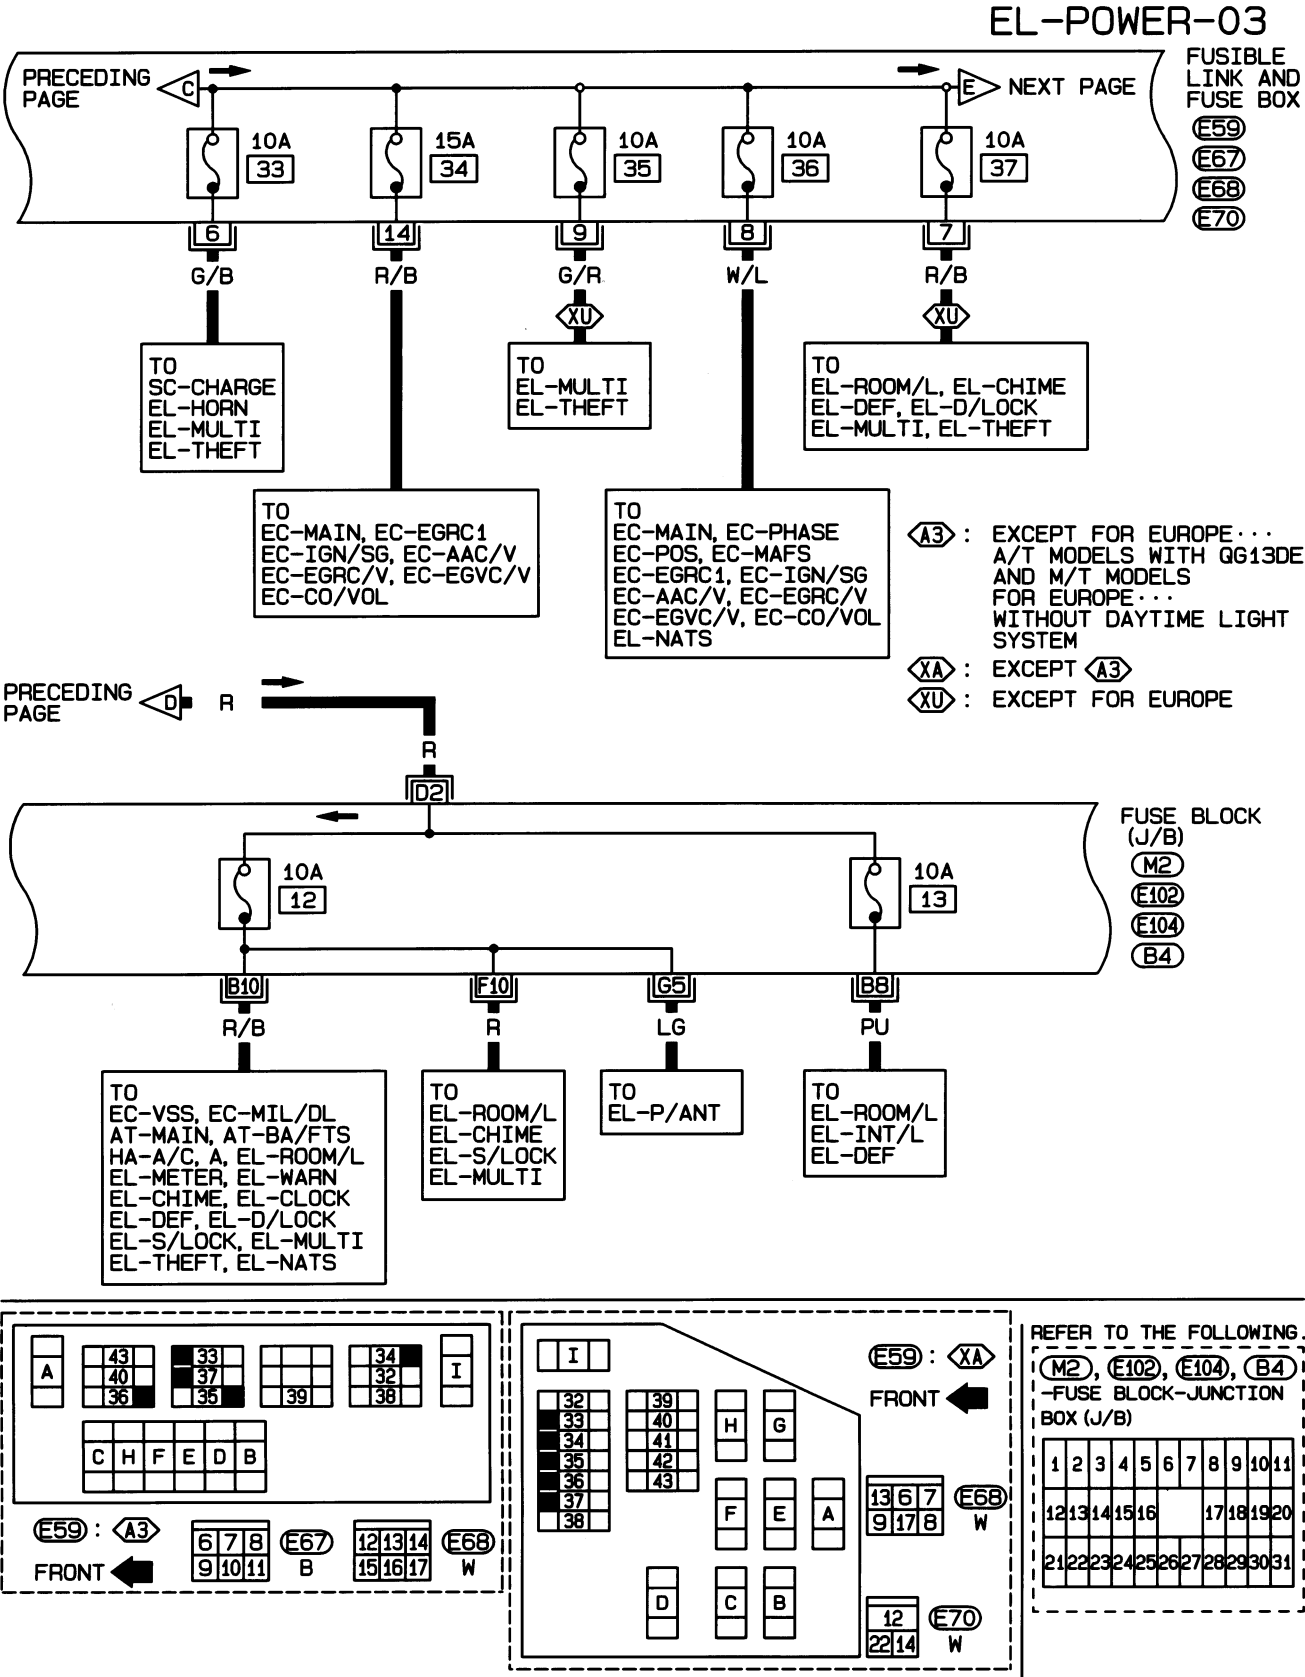 EL-POWER-03
FUSIBLE
LINK AND
FUSE BOX
E59
E67
E68
E70
PRECEDING
PAGE
C
E
NEXT PAGE
10A
33
15A
34
10A
35
10A
36
10A
37
6
14
9
8
7
G/B
R/B
G/R
W/L
R/B
XU
XU
TO
SC-CHARGE
EL-HORN
EL-MULTI
EL-THEFT
TO
EL-MULTI
EL-THEFT
TO
EL-ROOM/L, EL-CHIME
EL-DEF, EL-D/LOCK
EL-MULTI, EL-THEFT
TO
EC-MAIN, EC-EGRC1
EC-IGN/SG, EC-AAC/V
EC-EGRC/V, EC-EGVC/V
EC-CO/VOL
TO
EC-MAIN, EC-PHASE
EC-POS, EC-MAFS
EC-EGRC1, EC-IGN/SG
EC-AAC/V, EC-EGRC/V
EC-EGVC/V, EC-CO/VOL
EL-NATS
A3 : EXCEPT FOR EUROPE···
A/T MODELS WITH QG13DE
AND M/T MODELS
FOR EUROPE···
WITHOUT DAYTIME LIGHT
SYSTEM
XA : EXCEPT A3
XU : EXCEPT FOR EUROPE
PRECEDING
PAGE
D
R
R
D2
FUSE BLOCK
(J/B)
M2
E102
E104
B4
10A
12
10A
13
B10
F10
G5
B8
R/B
R
LG
PU
TO
EC-VSS, EC-MIL/DL
AT-MAIN, AT-BA/FTS
HA-A/C, A, EL-ROOM/L
EL-METER, EL-WARN
EL-CHIME, EL-CLOCK
EL-DEF, EL-D/LOCK
EL-S/LOCK, EL-MULTI
EL-THEFT, EL-NATS
TO
EL-ROOM/L
EL-CHIME
EL-S/LOCK
EL-MULTI
TO
EL-P/ANT
TO
EL-ROOM/L
EL-INT/L
EL-DEF
A
43
40
36
33
37
35
39
34
32
38
I
C H F E D B
E59 : A3
FRONT
6 7 8
9 10 11
E67
B
12 13 14
15 16 17
E68
W
I
32
33
34
35
36
37
38
39
40
41
42
43
H G
F E A
D C B
E59 : XA
FRONT
13 6 7
9 17 8
E68
W
12
22 14
E70
W
REFER TO THE FOLLOWING.
M2, E102, E104, B4
-FUSE BLOCK-JUNCTION
BOX (J/B)
1 2 3 4 5 6 7 8 9 10 11
12 13 14 15 16 17 18 19 20
21 22 23 24 25 26 27 28 29 30 31